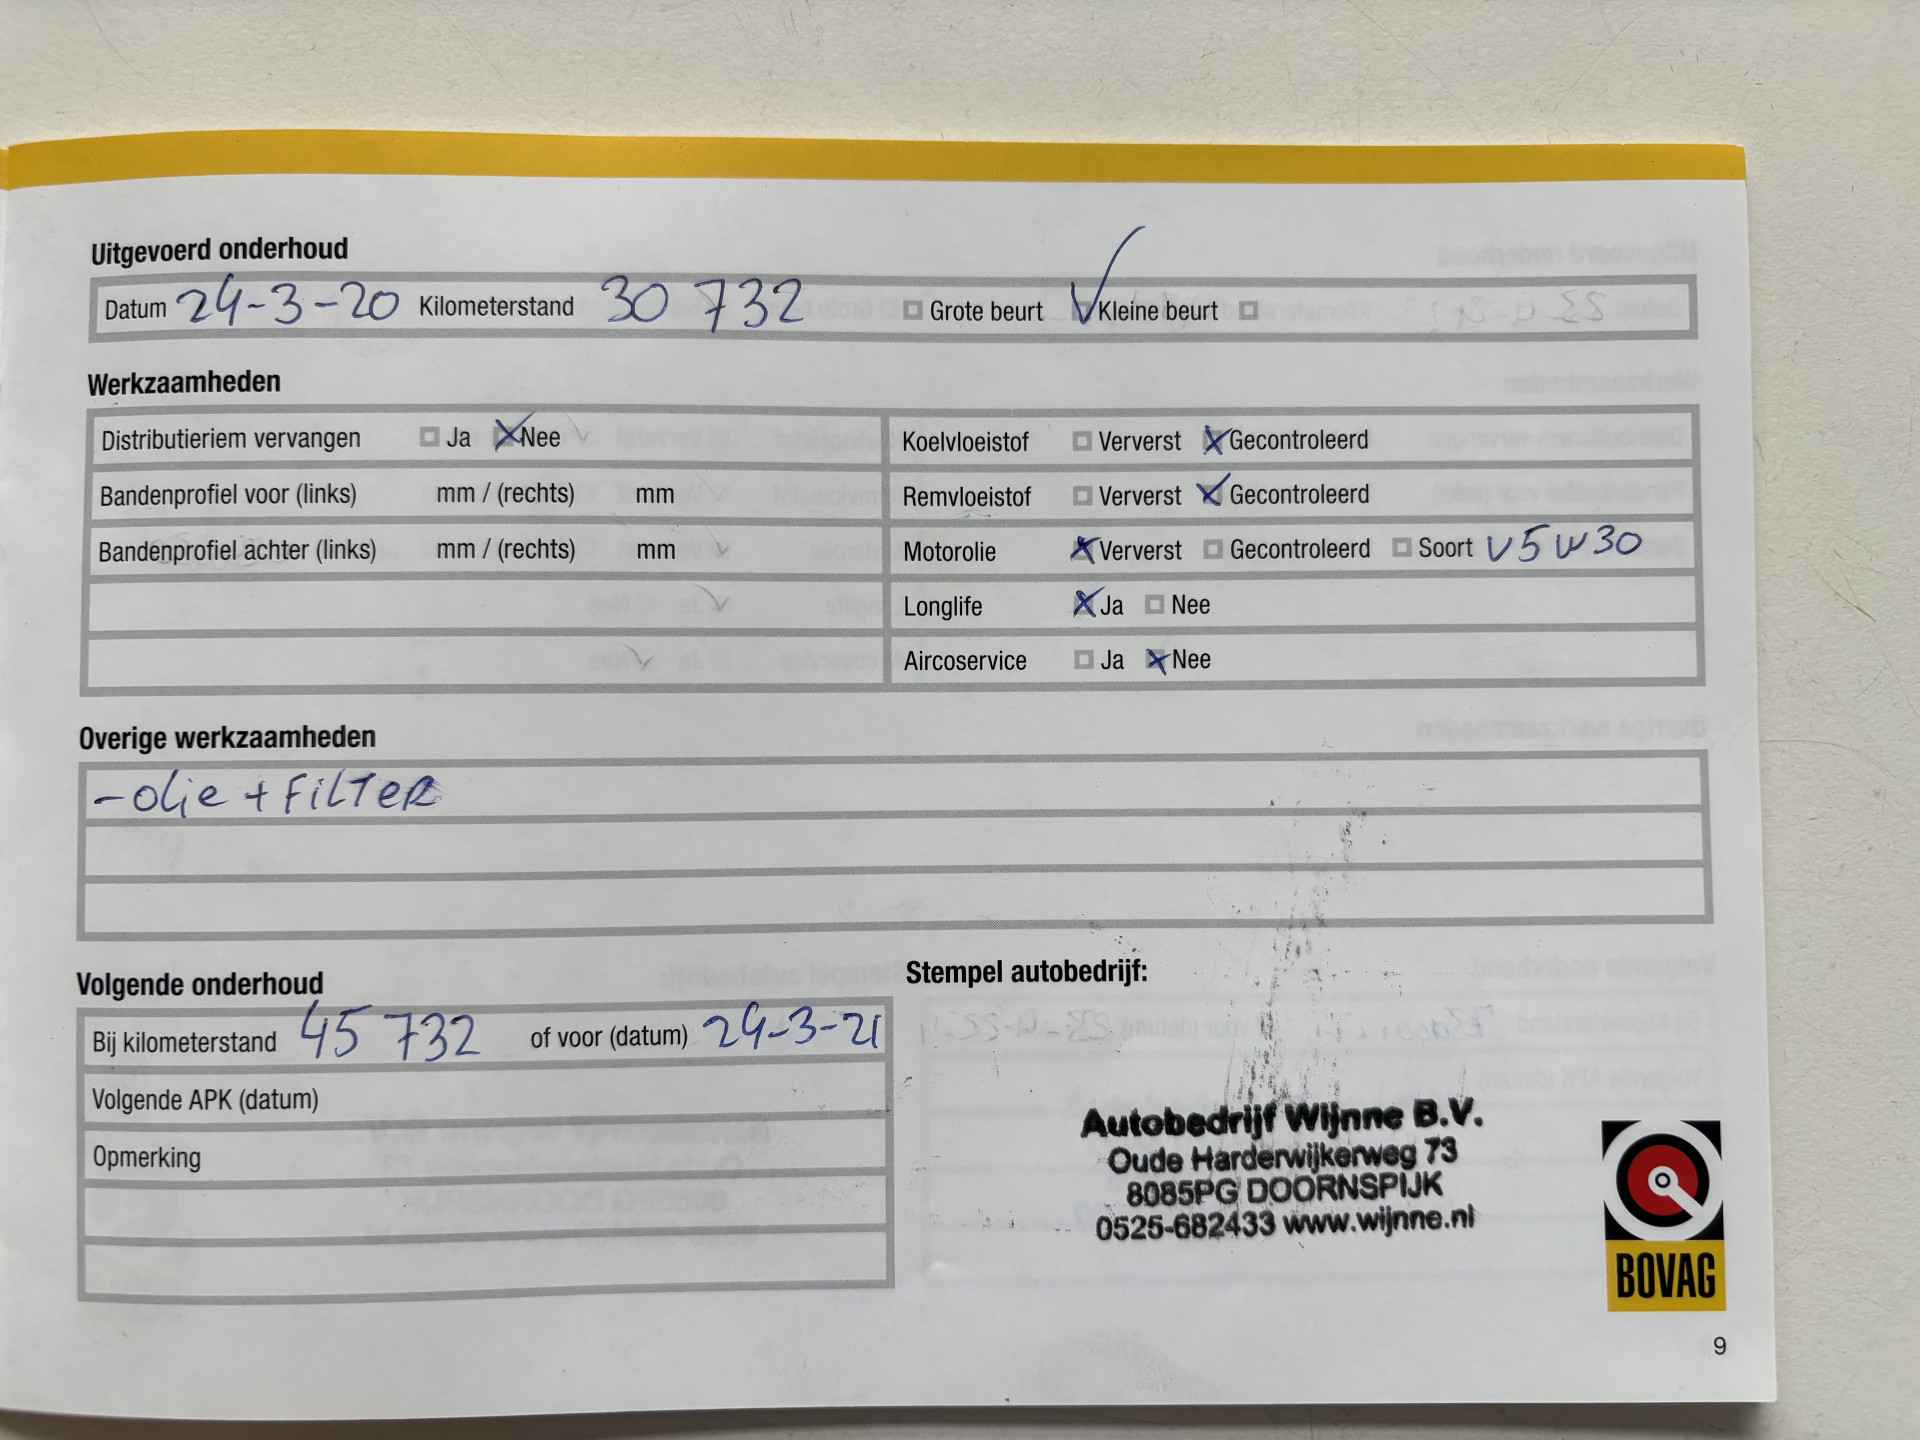 Uitgevoerd onderhoud
Datum 24-3-20 Kilometerstand 30 732 Grote beurt Kleine beurt
Werkzaamheden
Distributieriem vervangen Ja Nee
Koelvloeistof Ververst Gecontroleerd
Bandenprofiel voor (links) mm / (rechts) mm
Remvloeistof Ververst Gecontroleerd
Bandenprofiel achter (links) mm / (rechts) mm
Motorolie Ververst Gecontroleerd Soort V5W30
Longlife Ja Nee
Aircoservice Ja Nee
Overige werkzaamheden
- olie + FILTER
Volgende onderhoud
Bij kilometerstand 45 732 of voor (datum) 24-3-21
Volgende APK (datum)
Opmerking
Stempel autobedrijf:
Autobedrijf Wijnne B.V.
Oude Harderwijkerweg 73
8085PG DOORNSPIJK
0525-682433 www.wijnne.nl
BOVAG
9